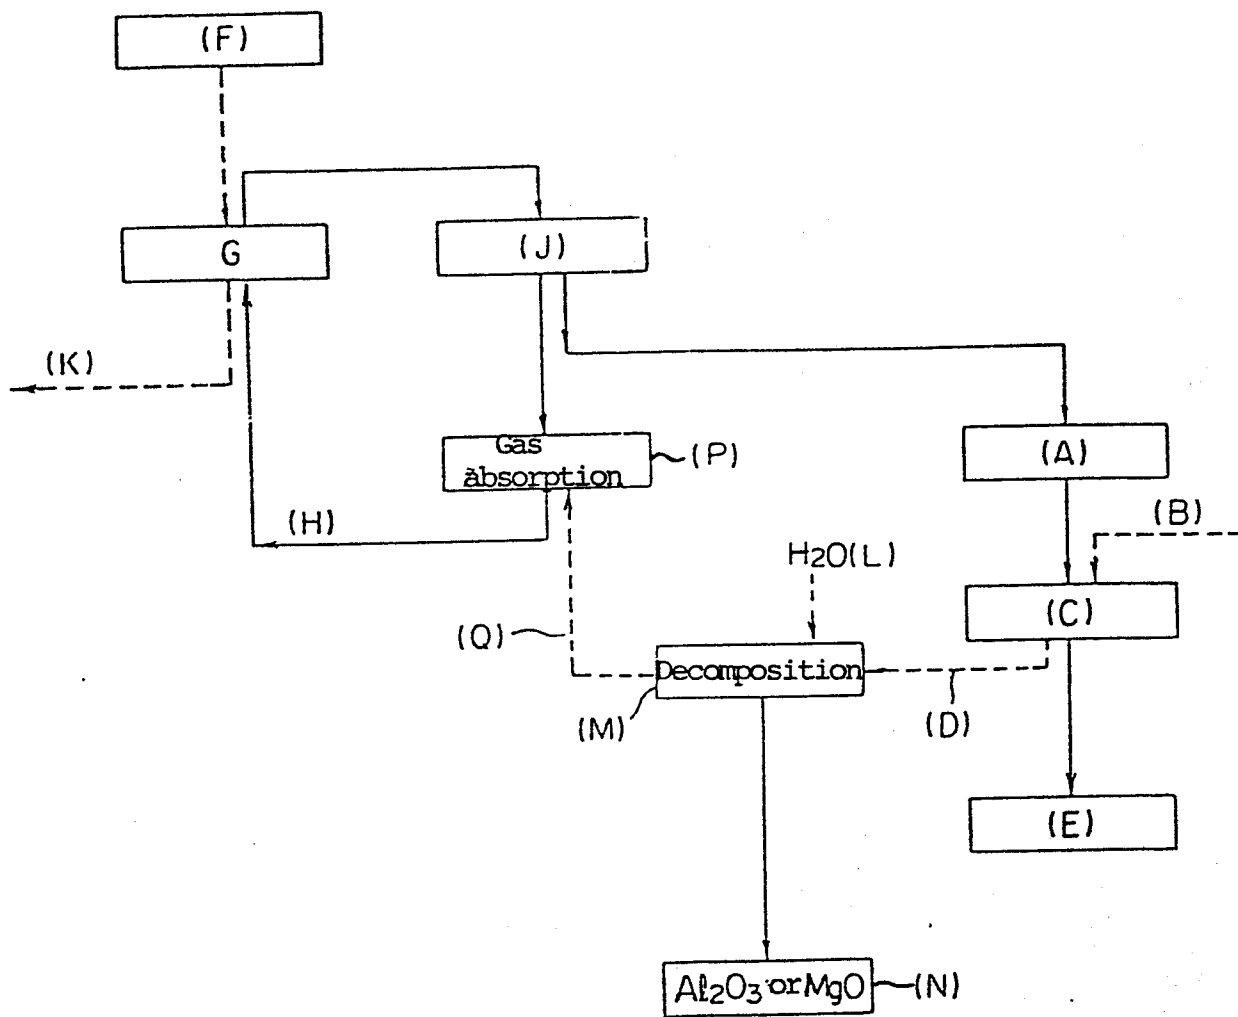 (F)
G
(J)
(K)
Gas
absorption
(P)
(A)
(H)
(B)
H2O(L)
(C)
(Q)
Decomposition
(M)
(D)
(E)
Al2O3 or MgO
(N)